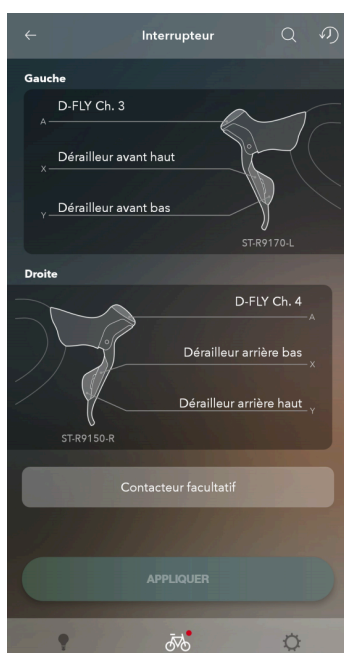 Interrupteur
Gauche
D-FLY Ch. 3
A
Dérailleur avant haut
X
Dérailleur avant bas
Y
ST-R9170-L
Droite
D-FLY Ch. 4
A
Dérailleur arrière bas
X
Dérailleur arrière haut
Y
ST-R9150-R
Contacteur facultatif
APPLIQUER